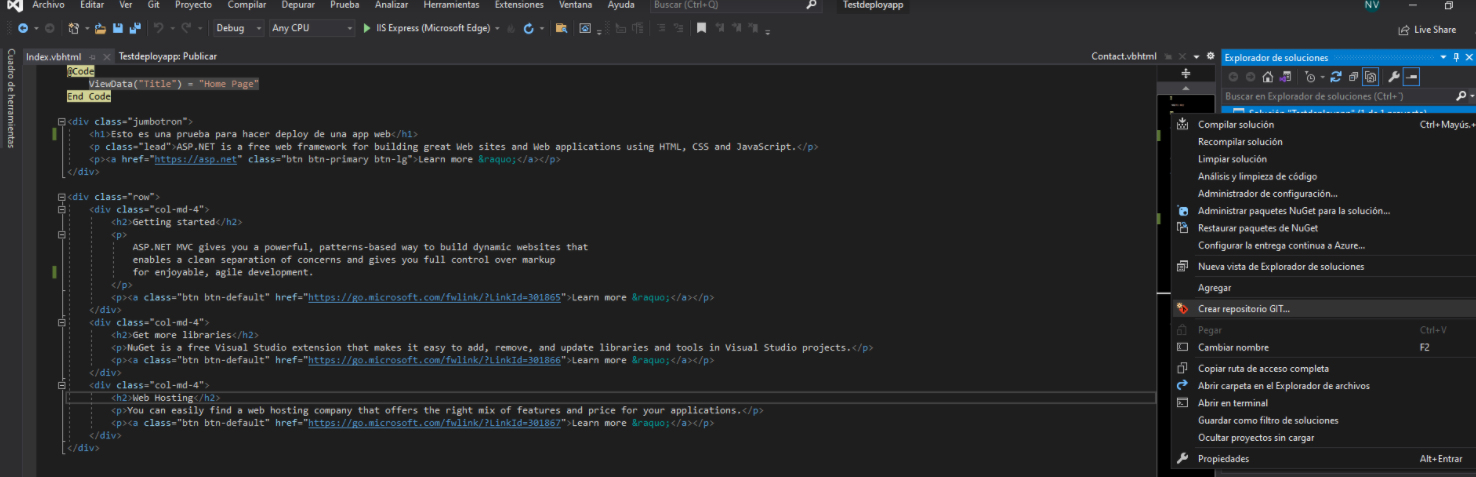 Archivo Editar Ver Git Proyecto Compilar Depurar Prueba Analizar Herramientas Extensiones Ventana Ayuda Buscar (Ctrl+Q) Testdeployapp NV
Debug Any CPU IIS Express (Microsoft Edge) Live Share
Cuadro de herramientas
Index.vbhtml Testdeployapp: Publicar Contact.vbhtml
@Code
ViewData("Title") = "Home Page"
End Code
<div class="jumbotron">
<h1>Esto es una prueba para hacer deploy de una app web</h1>
<p class="lead">ASP.NET is a free web framework for building great Web sites and Web applications using HTML, CSS and JavaScript.</p>
<p><a href="https://asp.net" class="btn btn-primary btn-lg">Learn more &raquo;</a></p>
</div>
<div class="row">
<div class="col-md-4">
<h2>Getting started</h2>
<p>
ASP.NET MVC gives you a powerful, patterns-based way to build dynamic websites that
enables a clean separation of concerns and gives you full control over markup
for enjoyable, agile development.
</p>
<p><a class="btn btn-default" href="https://go.microsoft.com/fwlink/?LinkId=301865">Learn more &raquo;</a></p>
</div>
<div class="col-md-4">
<h2>Get more libraries</h2>
<p>NuGet is a free Visual Studio extension that makes it easy to add, remove, and update libraries and tools in Visual Studio projects.</p>
<p><a class="btn btn-default" href="https://go.microsoft.com/fwlink/?LinkId=301866">Learn more &raquo;</a></p>
</div>
<div class="col-md-4">
<h2>Web Hosting</h2>
<p>You can easily find a web hosting company that offers the right mix of features and price for your applications.</p>
<p><a class="btn btn-default" href="https://go.microsoft.com/fwlink/?LinkId=301867">Learn more &raquo;</a></p>
</div>
</div>
Explorador de soluciones
Buscar en Explorador de soluciones (Ctrl+´)
Solución "Testdeployapp" (1 de 1 proyecto)
Compilar solución Ctrl+Mayús.+
Recompilar solución
Limpiar solución
Análisis y limpieza de código
Administrador de configuración...
Administrar paquetes NuGet para la solución...
Restaurar paquetes de NuGet
Configurar la entrega continua a Azure...
Nueva vista de Explorador de soluciones
Agregar
Crear repositorio GIT...
Pegar Ctrl+V
Cambiar nombre F2
Copiar ruta de acceso completa
Abrir carpeta en el Explorador de archivos
Abrir en terminal
Guardar como filtro de soluciones
Ocultar proyectos sin cargar
Propiedades Alt+Entrar